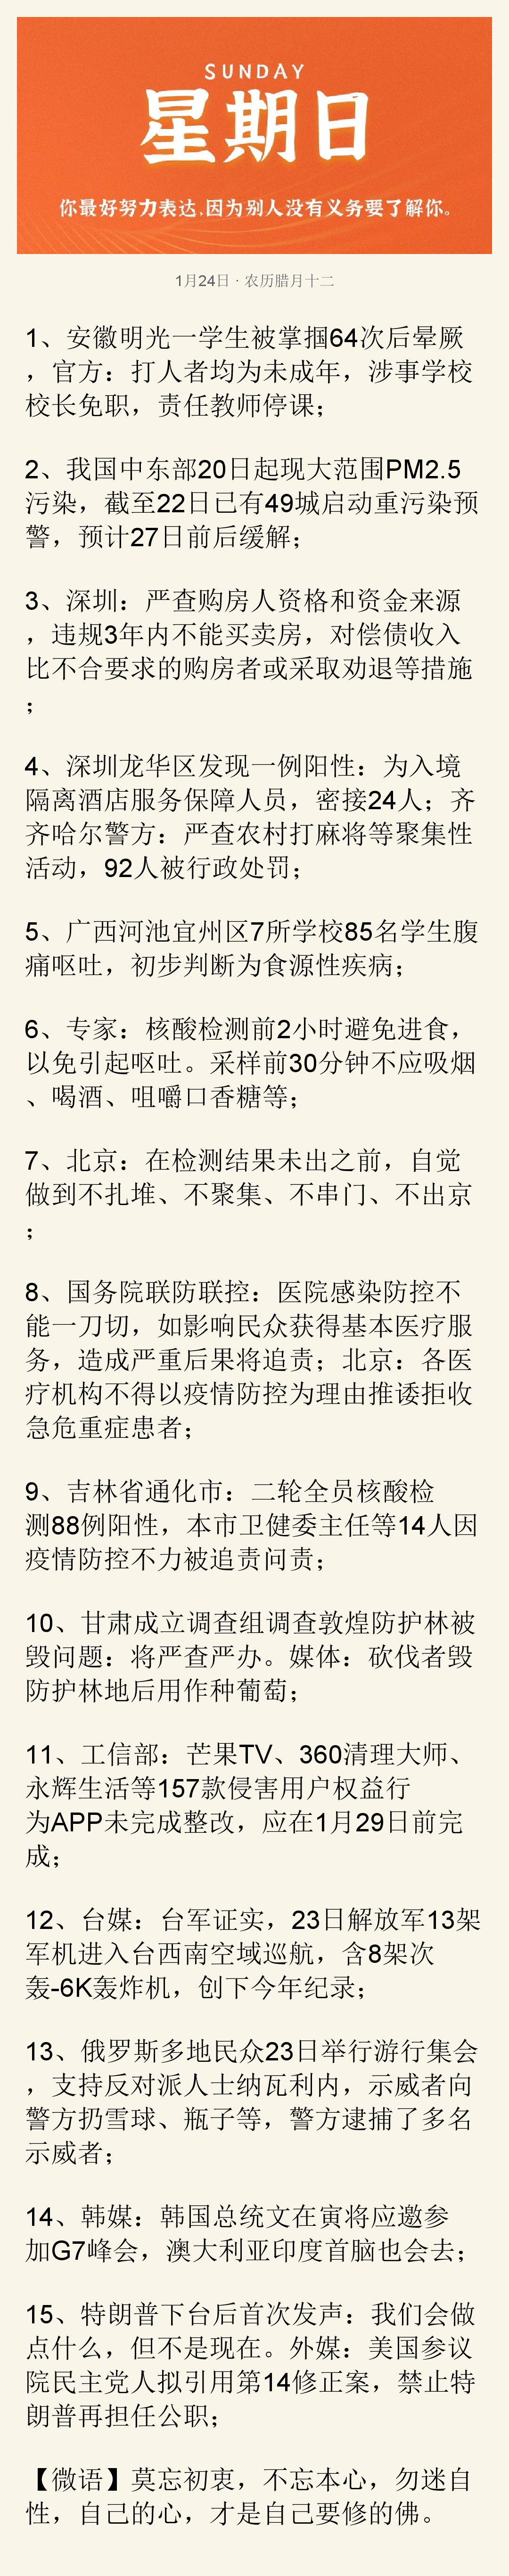 SUNDAY
星期日
你最好努力表达,因为别人没有义务要了解你。
1月24日 · 农历腊月十二
1、安徽明光一学生被掌掴64次后晕厥
，官方：打人者均为未成年，涉事学校
校长免职，责任教师停课；
2、我国中东部20日起现大范围PM2.5
污染，截至22日已有49城启动重污染预
警，预计27日前后缓解；
3、深圳：严查购房人资格和资金来源
，违规3年内不能买卖房，对偿债收入
比不合要求的购房者或采取劝退等措施
；
4、深圳龙华区发现一例阳性：为入境
隔离酒店服务保障人员，密接24人；齐
齐哈尔警方：严查农村打麻将等聚集性
活动，92人被行政处罚；
5、广西河池宜州区7所学校85名学生腹
痛呕吐，初步判断为食源性疾病；
6、专家：核酸检测前2小时避免进食，
以免引起呕吐。采样前30分钟不应吸烟
、喝酒、咀嚼口香糖等；
7、北京：在检测结果未出之前，自觉
做到不扎堆、不聚集、不串门、不出京
；
8、国务院联防联控：医院感染防控不
能一刀切，如影响民众获得基本医疗服
务，造成严重后果将追责；北京：各医
疗机构不得以疫情防控为理由推诿拒收
急危重症患者；
9、吉林省通化市：二轮全员核酸检
测88例阳性，本市卫健委主任等14人因
疫情防控不力被追责问责；
10、甘肃成立调查组调查敦煌防护林被
毁问题：将严查严办。媒体：砍伐者毁
防护林地后用作种葡萄；
11、工信部：芒果TV、360清理大师、
永辉生活等157款侵害用户权益行
为APP未完成整改，应在1月29日前完
成；
12、台媒：台军证实，23日解放军13架
军机进入台西南空域巡航，含8架次
轰-6K轰炸机，创下今年纪录；
13、俄罗斯多地民众23日举行游行集会
，支持反对派人士纳瓦利内，示威者向
警方扔雪球、瓶子等，警方逮捕了多名
示威者；
14、韩媒：韩国总统文在寅将应邀参
加G7峰会，澳大利亚印度首脑也会去；
15、特朗普下台后首次发声：我们会做
点什么，但不是现在。外媒：美国参议
院民主党人拟引用第14修正案，禁止特
朗普再担任公职；
【微语】莫忘初衷，不忘本心，勿迷自
性，自己的心，才是自己要修的佛。